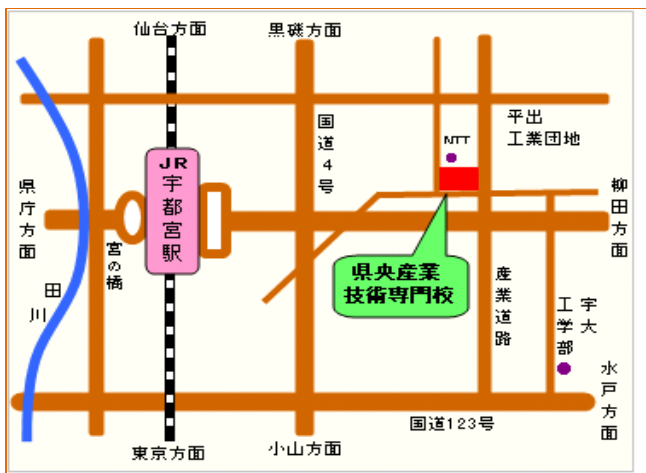 仙台方面
黒磯方面
国道4号
NTT
平出
工業団地
JR
宇都宮駅
県庁方面
柳田方面
宮の橋
田川
県央産業
技術専門校
産業道路
宇大
工学部
水戸方面
国道123号
東京方面
小山方面